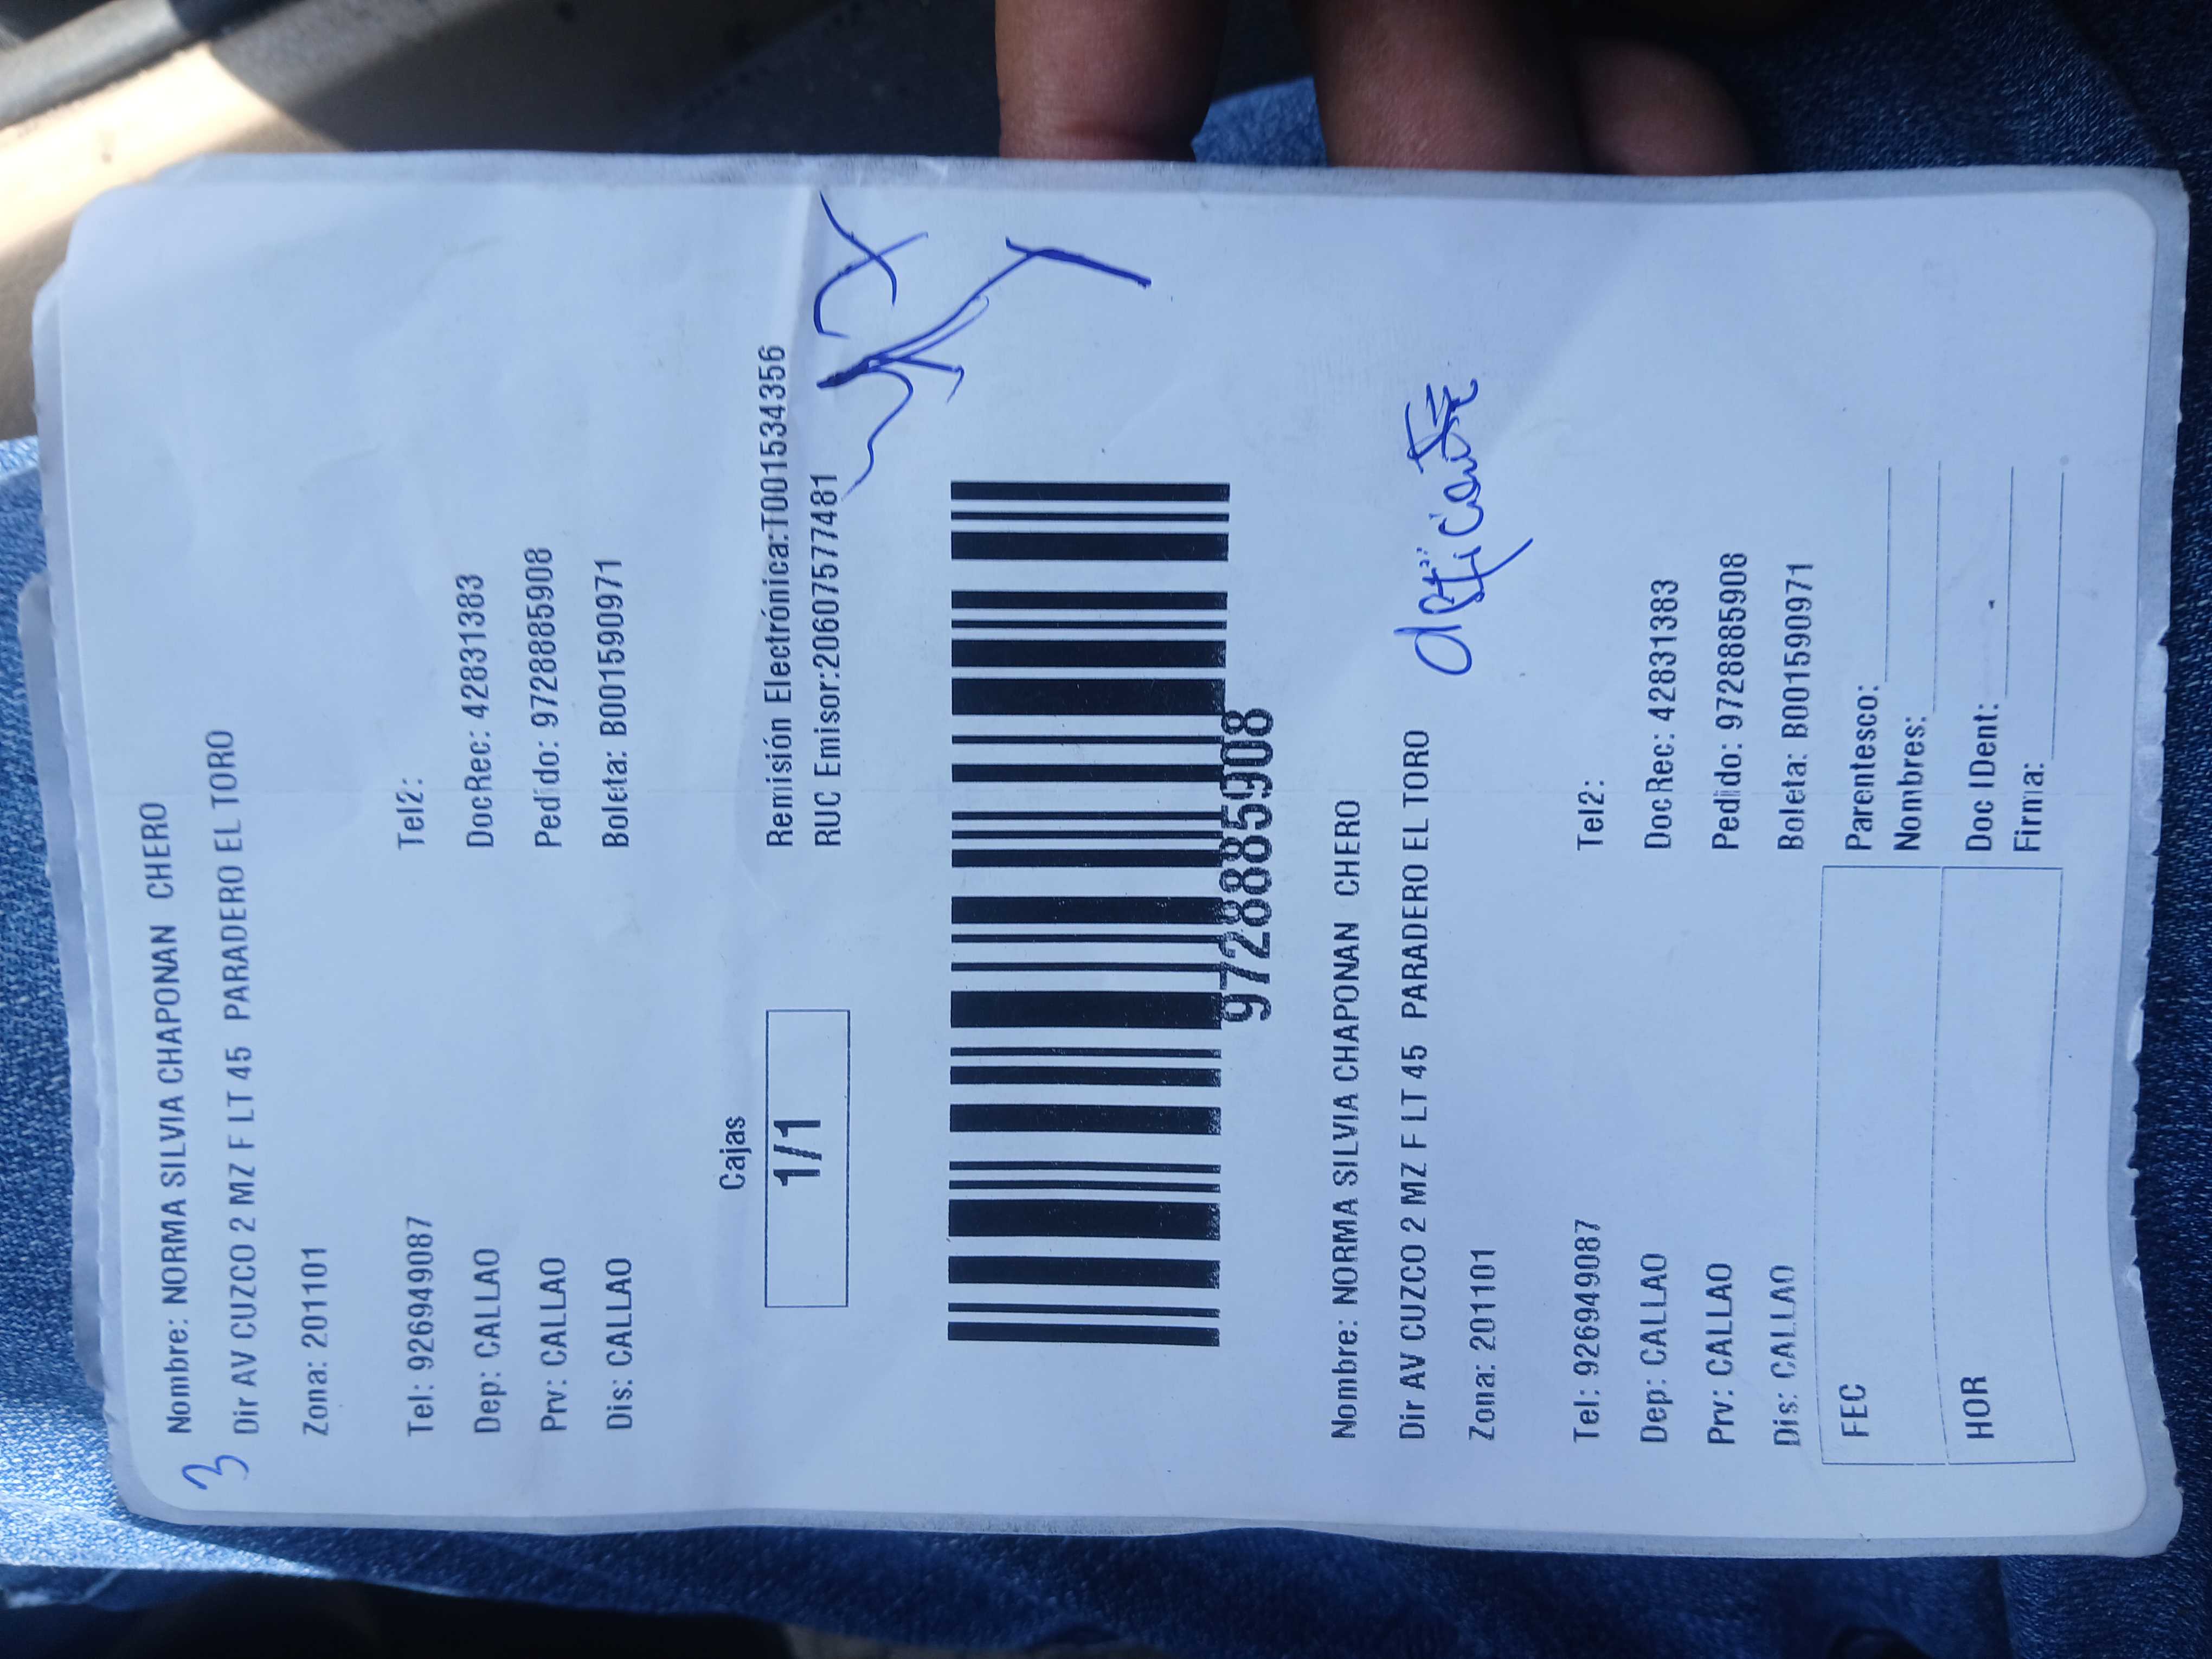 3
Nombre: NORMA SILVIA CHAPONAN CHERO
Dir AV CUZCO 2 MZ F LT 45 PARADERO EL TORO
Zona: 201101
Tel: 926949087 Tel2:
Dep: CALLAO DocRec: 42831383
Prv: CALLAO Pedido: 9728885908
Dis: CALLAO Boleta: B001590971
Cajas
1/1
Remisión Electrónica:T001534356
RUC Emisor:20607577481
9728885908
Nombre: NORMA SILVIA CHAPONAN CHERO
Dir AV CUZCO 2 MZ F LT 45 PARADERO EL TORO
Zona: 201101
Tel: 926949087 Tel2:
Dep: CALLAO DocRec: 42831383
Prv: CALLAO Pedido: 9728885908
Dis: CALLAO Boleta: B001590971
FEC Parentesco:
Nombres:
HOR Doc IDent:
Firma: